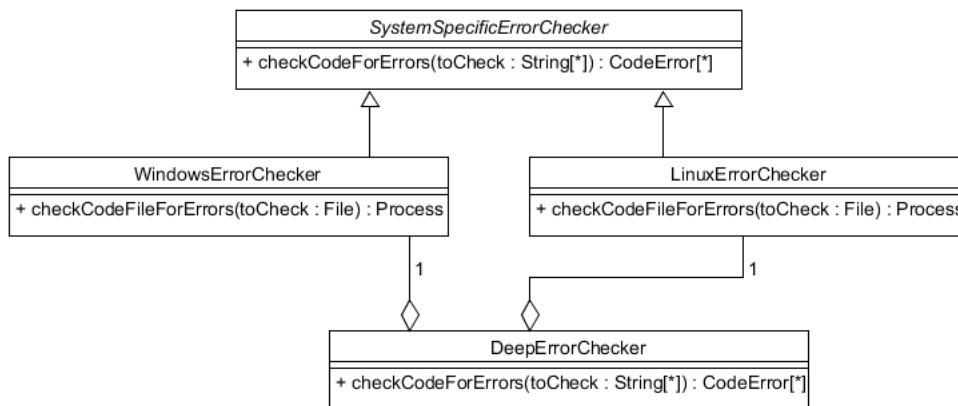 SystemSpecificErrorChecker
+ checkCodeForErrors(toCheck : String[*]) : CodeError[*]
WindowsErrorChecker
+ checkCodeFileForErrors(toCheck : File) : Process
LinuxErrorChecker
+ checkCodeFileForErrors(toCheck : File) : Process
1
1
DeepErrorChecker
+ checkCodeForErrors(toCheck : String[*]) : CodeError[*]